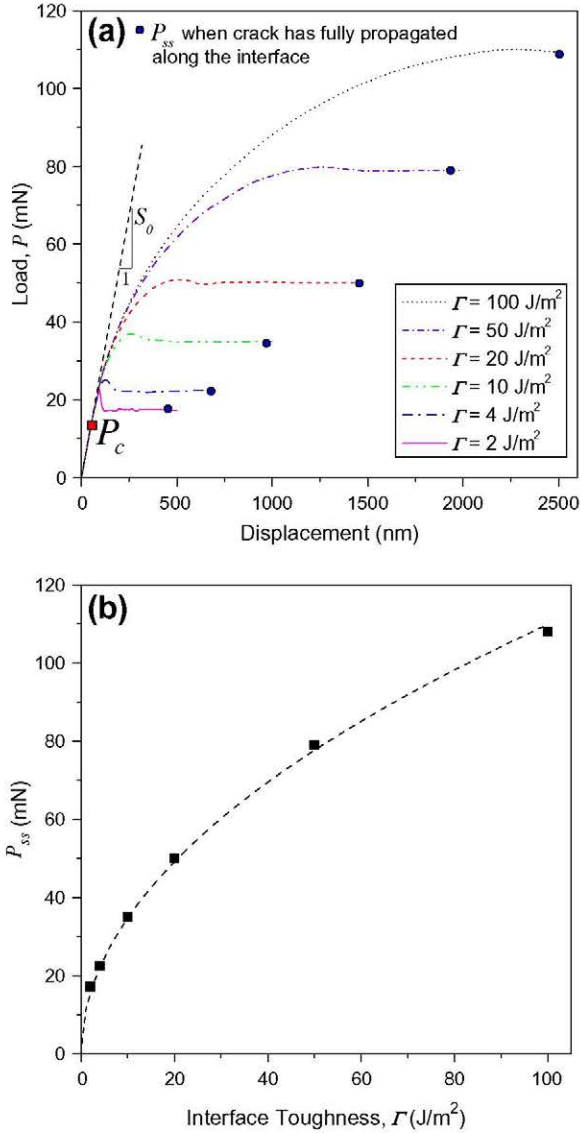 (a) P_ss when crack has fully propagated
along the interface
120
100
80
60
40
20
0
Load, P (mN)
S_0
1
P_c
Γ = 100 J/m²
Γ = 50 J/m²
Γ = 20 J/m²
Γ = 10 J/m²
Γ = 4 J/m²
Γ = 2 J/m²
0 500 1000 1500 2000 2500
Displacement (nm)
(b)
120
100
80
60
40
20
0
P_ss (mN)
0 20 40 60 80 100
Interface Toughness, Γ (J/m²)